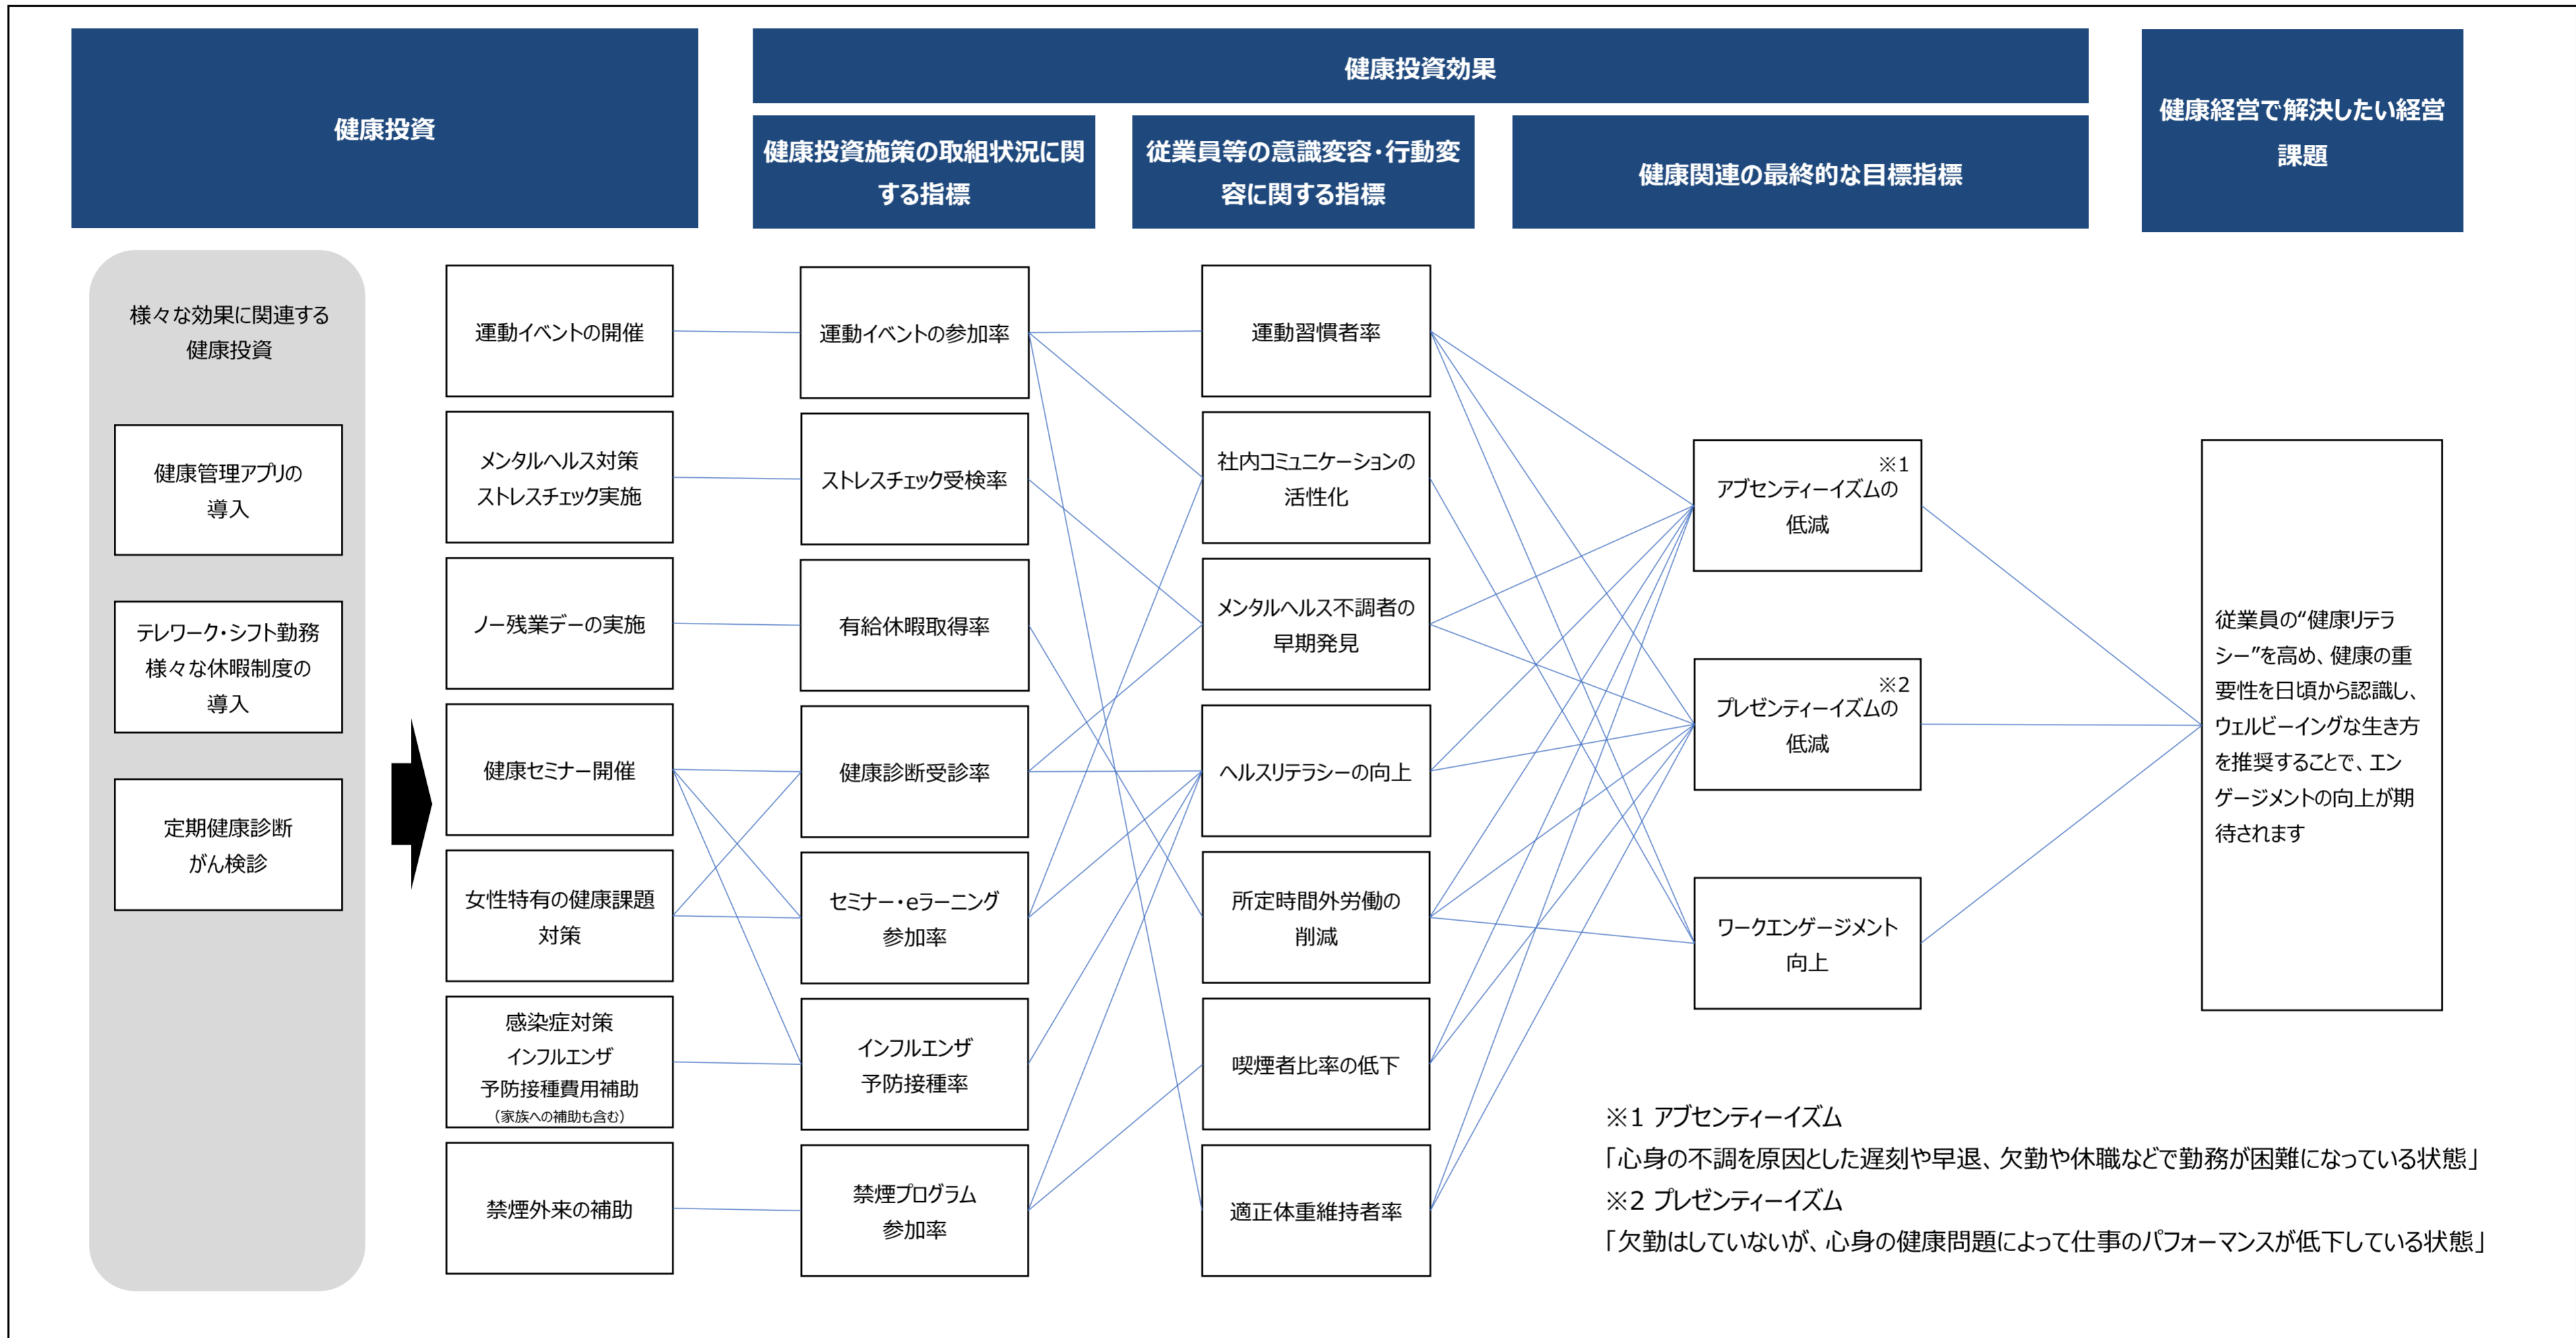 健康投資
健康投資効果
健康経営で解決したい経営
課題
健康投資施策の取組状況に関
する指標
従業員等の意識変容・行動変
容に関する指標
健康関連の最終的な目標指標
様々な効果に関連する
健康投資
健康管理アプリの
導入
テレワーク・シフト勤務
様々な休暇制度の
導入
定期健康診断
がん検診
運動イベントの開催
メンタルヘルス対策
ストレスチェック実施
ノー残業デーの実施
健康セミナー開催
女性特有の健康課題
対策
感染症対策
インフルエンザ
予防接種費用補助
（家族への補助も含む）
禁煙外来の補助
運動イベントの参加率
ストレスチェック受検率
有給休暇取得率
健康診断受診率
セミナー・eラーニング
参加率
インフルエンザ
予防接種率
禁煙プログラム
参加率
運動習慣者率
社内コミュニケーションの
活性化
メンタルヘルス不調者の
早期発見
ヘルスリテラシーの向上
所定時間外労働の
削減
喫煙者比率の低下
適正体重維持者率
※1
アブセンティーイズムの
低減
※2
プレゼンティーイズムの
低減
ワークエンゲージメント
向上
従業員の“健康リテラ
シー”を高め、健康の重
要性を日頃から認識し、
ウェルビーイングな生き方
を推奨することで、エン
ゲージメントの向上が期
待されます
※1 アブセンティーイズム
「心身の不調を原因とした遅刻や早退、欠勤や休職などで勤務が困難になっている状態」
※2 プレゼンティーイズム
「欠勤はしていないが、心身の健康問題によって仕事のパフォーマンスが低下している状態」